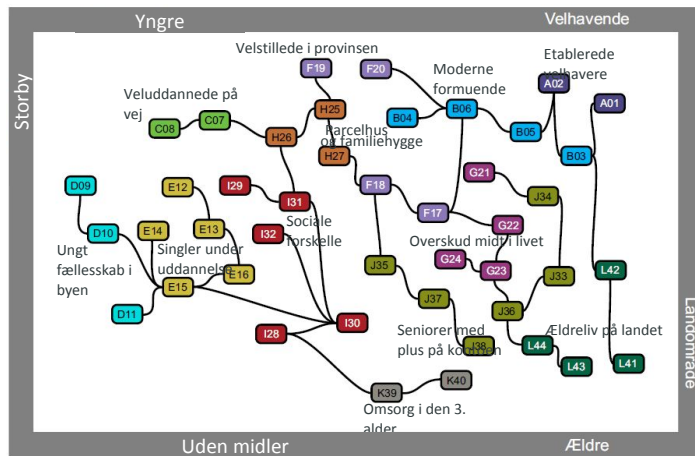 Yngre
Velhavende
Storby
Velstillede i provinsen
F19
F20
Moderne
formuende
Etablerede
velhavere
A02
A01
Veluddannede på
vej
C08
C07
H25
H26
Parcelhus
og familiehygge
H27
B04
B06
B05
B03
D09
E12
I29
F18
G21
J34
I31
F17
D10
E14
E13
I32
Sociale
forskelle
G22
Ungt
fællesskab i
byen
Singler under
uddannelse
E16
E15
Overskud midt i livet
G24
G23
J35
J33
L42
D11
J37
J36
I28
I30
Seniorer med
plus på kontoen
J38
Ældreliv på landet
L44
L43
L41
K39
K40
Omsorg i den 3.
alder
Landområde
Uden midler
Ældre